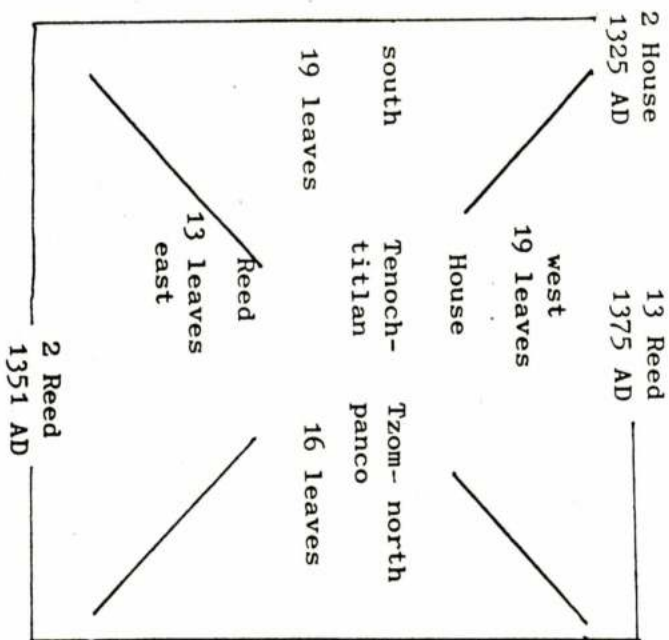 2 House
1325 AD
13 Reed
1375 AD
west
19 leaves
House
south
19 leaves
Tenoch-
titlan
Tzom- north
panco
16 leaves
Reed
13 leaves
east
2 Reed
1351 AD